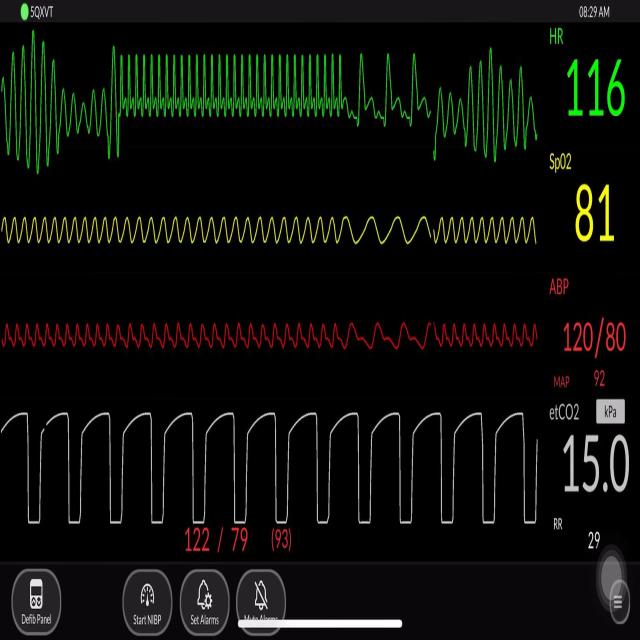 5QXVT
08:29 AM
HR
116
SpO2
81
ABP
120/80
MAP 92
etCO2 kPa
15.0
RR
29
122 / 79 (93)
Defib Panel
Start NIBP
Set Alarms
Mute Alarms